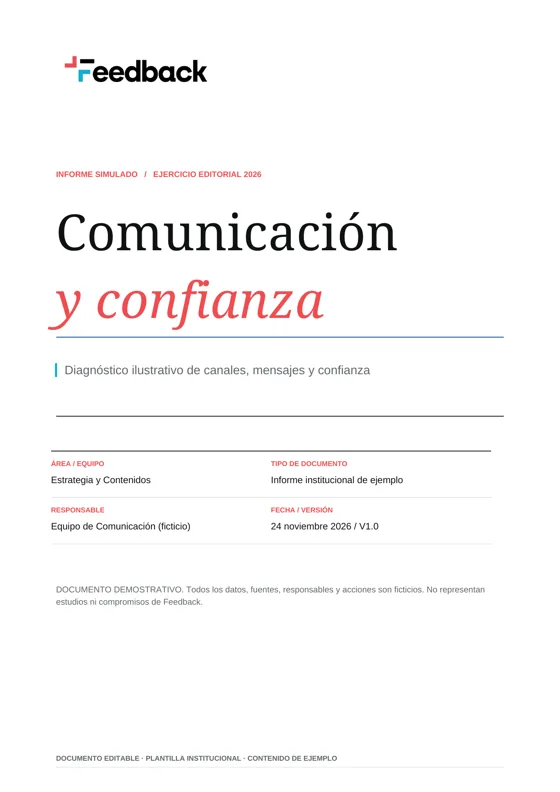 Feedback
INFORME SIMULADO / EJERCICIO EDITORIAL 2026
Comunicación
y confianza
Diagnóstico ilustrativo de canales, mensajes y confianza
ÁREA / EQUIPO
Estrategia y Contenidos
TIPO DE DOCUMENTO
Informe institucional de ejemplo
RESPONSABLE
Equipo de Comunicación (ficticio)
FECHA / VERSIÓN
24 noviembre 2026 / V1.0
DOCUMENTO DEMOSTRATIVO. Todos los datos, fuentes, responsables y acciones son ficticios. No representan
estudios ni compromisos de Feedback.
DOCUMENTO EDITABLE · PLANTILLA INSTITUCIONAL · CONTENIDO DE EJEMPLO